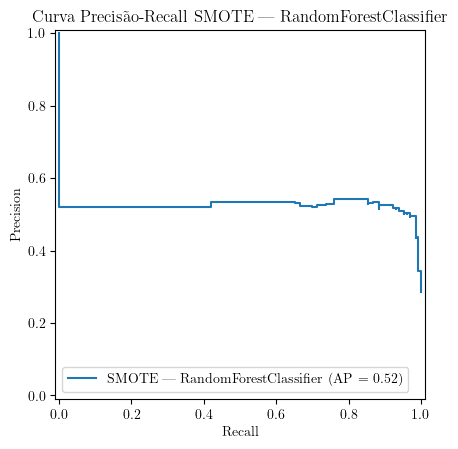 Curva Precisão-Recall SMOTE — RandomForestClassifier
1.0
0.8
0.6
0.4
0.2
0.0
Precision
SMOTE — RandomForestClassifier (AP = 0.52)
0.0 0.2 0.4 0.6 0.8 1.0
Recall